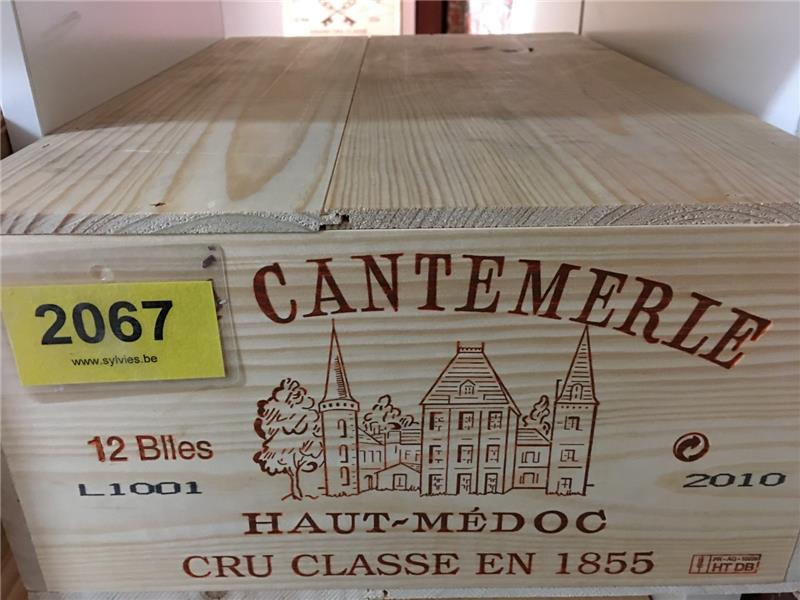 CANTEMERLE
2067
www.sylvies.be
12 Blles
L1001
2010
HAUT-MÉDOC
CRU CLASSE EN 1855
HT DB